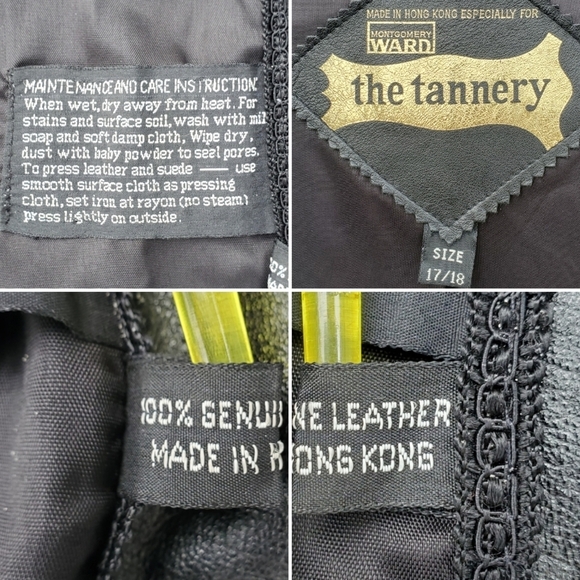 MAINTENANCE AND CARE INSTRUCTION
When wet, dry away from heat. For
stains and surface soil, wash with mil
soap and soft damp cloth, Wipe dry,
dust with baby powder to seal pores.
To press leather and suede — use
smooth surface cloth as pressing
cloth, set iron at rayon (no steam)
press lightly on outside.
MADE IN HONG KONG ESPECIALLY FOR
MONTGOMERY
WARD
the tannery
SIZE
17/18
100% GENUI
MADE IN H
NE LEATHER
ONG KONG